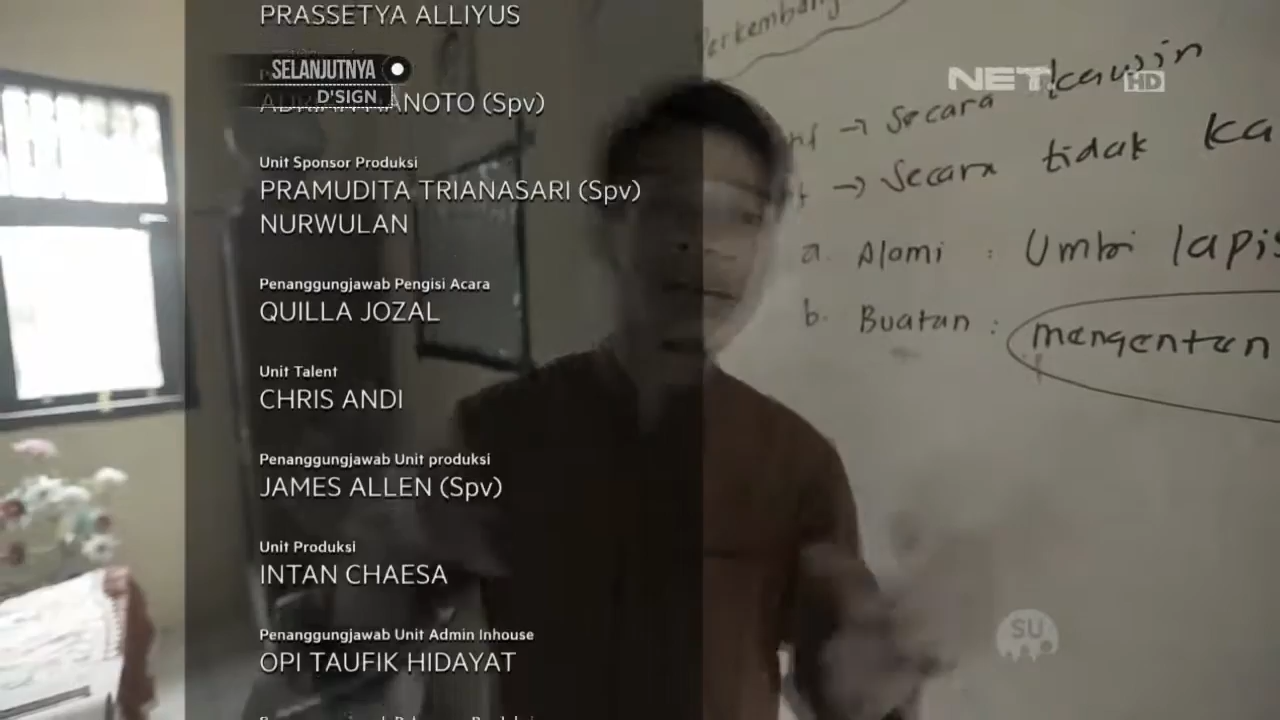 PRASSETYA ALLIYUS
SELANJUTNYA
D'SIGN
(Spv)
Unit Sponsor Produksi
PRAMUDITA TRIANASARI (Spv)
NURWULAN
Penanggungjawab Pengisi Acara
QUILLA JOZAL
Unit Talent
CHRIS ANDI
Penanggungjawab Unit produksi
JAMES ALLEN (Spv)
Unit Produksi
INTAN CHAESA
Penanggungjawab Unit Admin Inhouse
OPI TAUFIK HIDAYAT
NET.
HD
→ Secara kawin
→ Secara tidak ka
a. Alami : Umbi lapis
b. Buatan :
SU